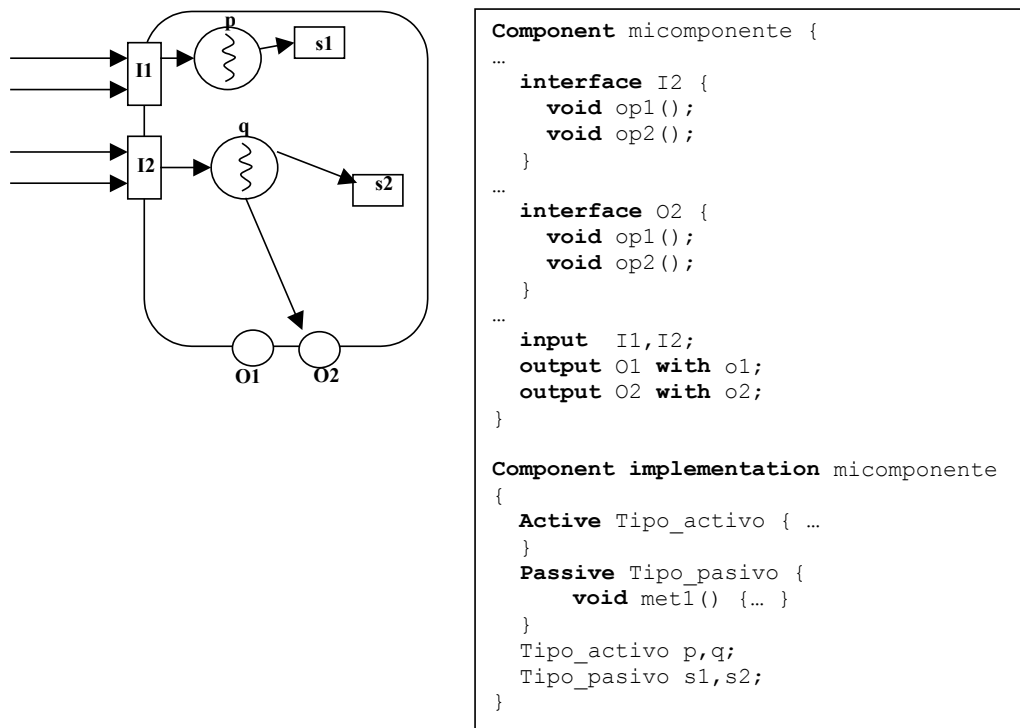 p
s1
I1
q
I2
s2
O1
O2
Component micomponente {
…
interface I2 {
void op1();
void op2();
}
…
interface O2 {
void op1();
void op2();
}
…
input I1,I2;
output O1 with o1;
output O2 with o2;
}
Component implementation micomponente
{
Active Tipo_activo { …
}
Passive Tipo_pasivo {
void met1() {… }
}
Tipo_activo p,q;
Tipo_pasivo s1,s2;
}